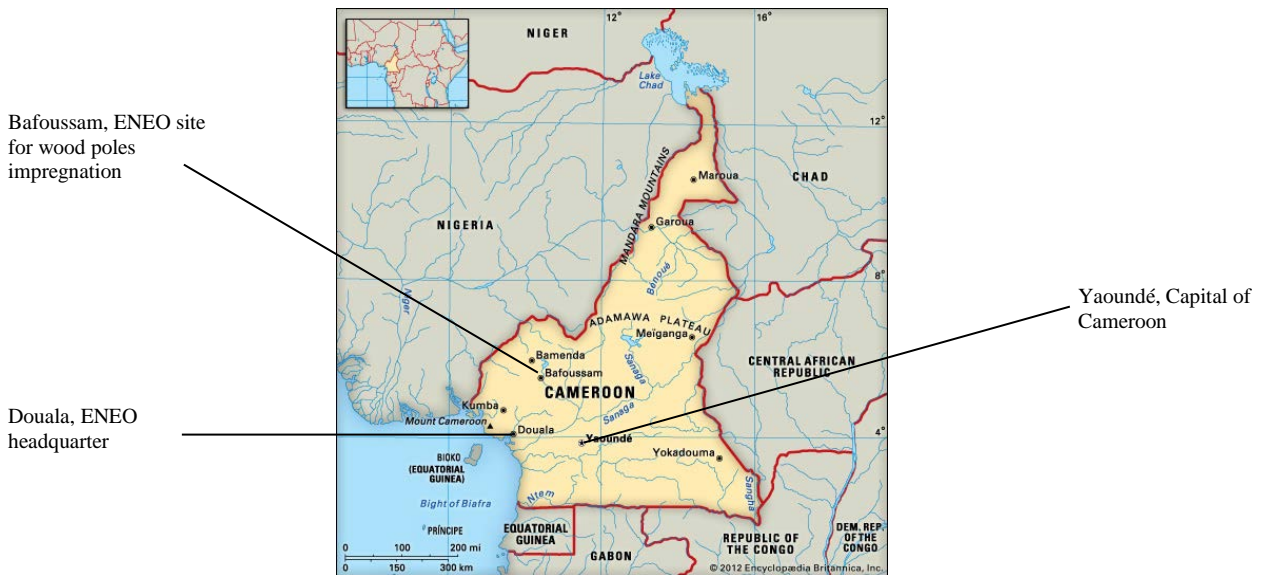 Bafoussam, ENEO site
for wood poles
impregnation
Douala, ENEO
headquarter
12°
16°
NIGER
Lake
Chad
12°
MANDARA MOUNTAINS
Maroua
CHAD
NIGERIA
Garoua
Bénoué
8°
Niger
ADAMAWA PLATEAU
Meïganga
CENTRAL AFRICAN
REPUBLIC
Bamenda
Sanaga
Bafoussam
CAMEROON
Kumba
Sanaga
Mount Cameroon
Douala
Yaoundé
4°
BIOKO
(EQUATORIAL
GUINEA)
Yokadouma
Sangha
Bight of Biafra
Ntem
PRÍNCIPE
EQUATORIAL
GUINEA
GABON
REPUBLIC OF
THE CONGO
DEM. REP.
OF THE
CONGO
0 100 200 mi
0 150 300 km
© 2012 Encyclopædia Britannica, Inc.
Yaoundé, Capital of
Cameroon